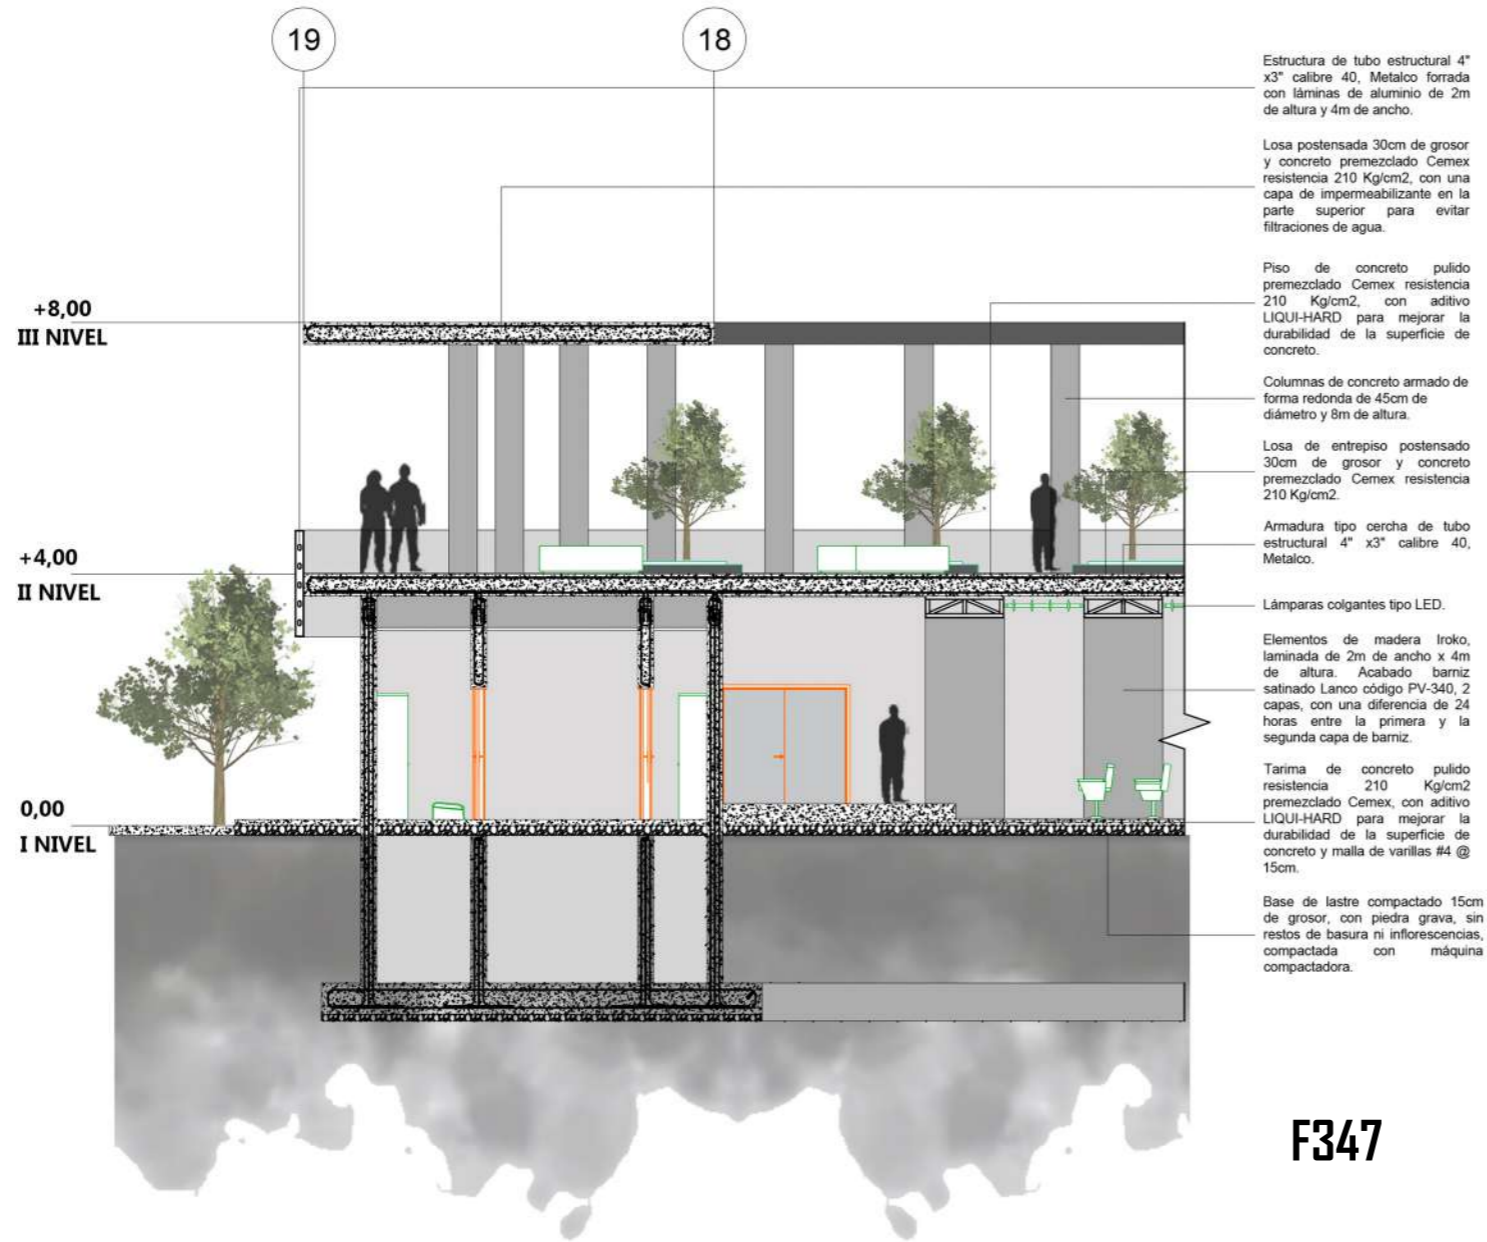 19
18
Estructura de tubo estructural 4"
x3" calibre 40, Metalco forrada
con láminas de aluminio de 2m
de altura y 4m de ancho.
Losa postensada 30cm de grosor
y concreto premezclado Cemex
resistencia 210 Kg/cm2, con una
capa de impermeabilizante en la
parte superior para evitar
filtraciones de agua.
Piso de concreto pulido
premezclado Cemex resistencia
210 Kg/cm2, con aditivo
LIQUI-HARD para mejorar la
durabilidad de la superficie de
concreto.
Columnas de concreto armado de
forma redonda de 45cm de
diámetro y 8m de altura.
Losa de entrepiso postensado
30cm de grosor y concreto
premezclado Cemex resistencia
210 Kg/cm2.
Armadura tipo cercha de tubo
estructural 4" x3" calibre 40,
Metalco.
Lámparas colgantes tipo LED.
Elementos de madera Iroko,
laminada de 2m de ancho x 4m
de altura. Acabado barniz
satinado Lanco código PV-340, 2
capas, con una diferencia de 24
horas entre la primera y la
segunda capa de barniz.
Tarima de concreto pulido
resistencia 210 Kg/cm2
premezclado Cemex, con aditivo
LIQUI-HARD para mejorar la
durabilidad de la superficie de
concreto y malla de varillas #4 @
15cm.
Base de lastre compactado 15cm
de grosor, con piedra grava, sin
restos de basura ni inflorescencias,
compactada con máquina
compactadora.
+8,00
III NIVEL
+4,00
II NIVEL
0,00
I NIVEL
F347